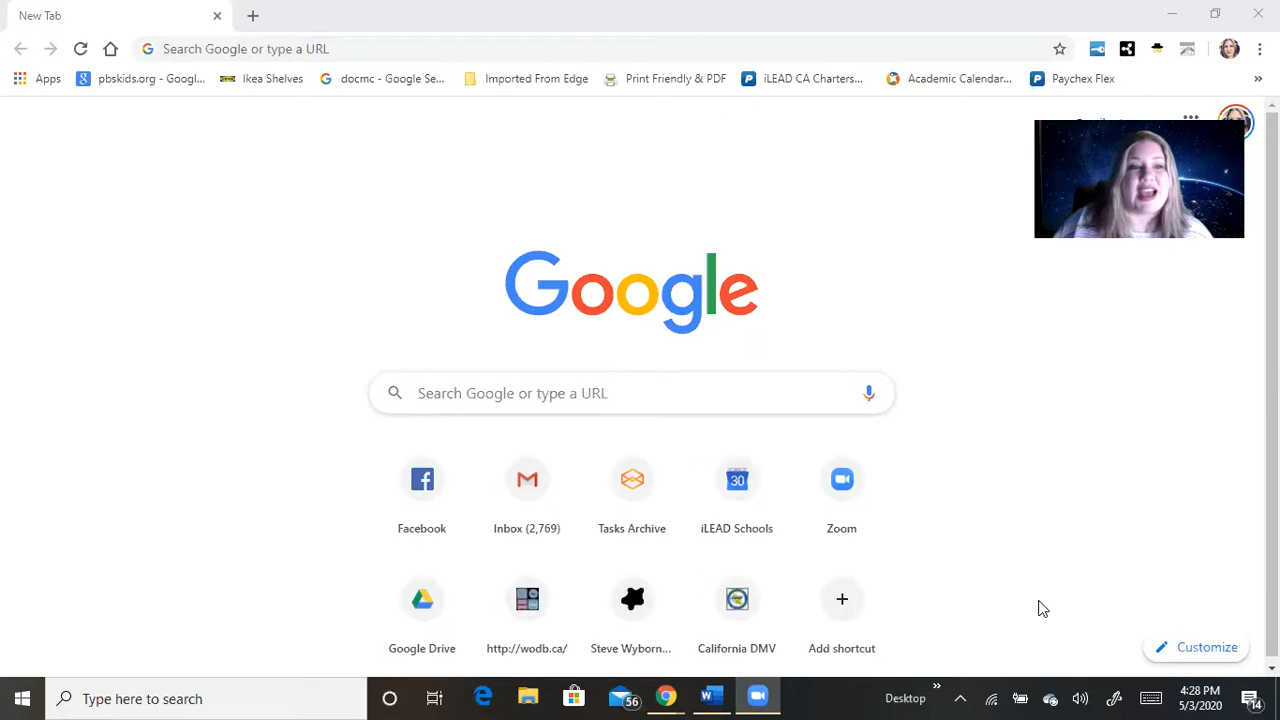 New Tab
Search Google or type a URL
Apps pbskids.org - Googl... Ikea Shelves docmc - Google Se... Imported From Edge Print Friendly & PDF iLEAD CA Charters... Academic Calendar... Paychex Flex »
Google
Search Google or type a URL
30
Facebook Inbox (2,769) Tasks Archive iLEAD Schools Zoom
Google Drive http://wodb.ca/ Steve Wyborn... California DMV Add shortcut
Customize
Type here to search 56 Desktop » 4:28 PM
5/3/2020 14